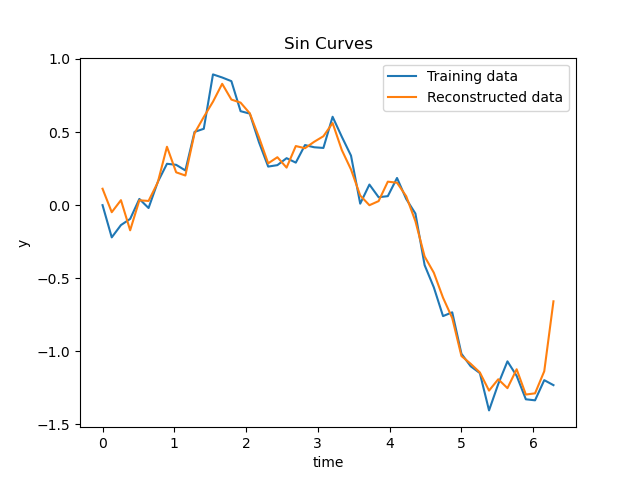 Sin Curves
Training data
Reconstructed data
1.0
0.5
0.0
−0.5
−1.0
−1.5
y
0 1 2 3 4 5 6
time